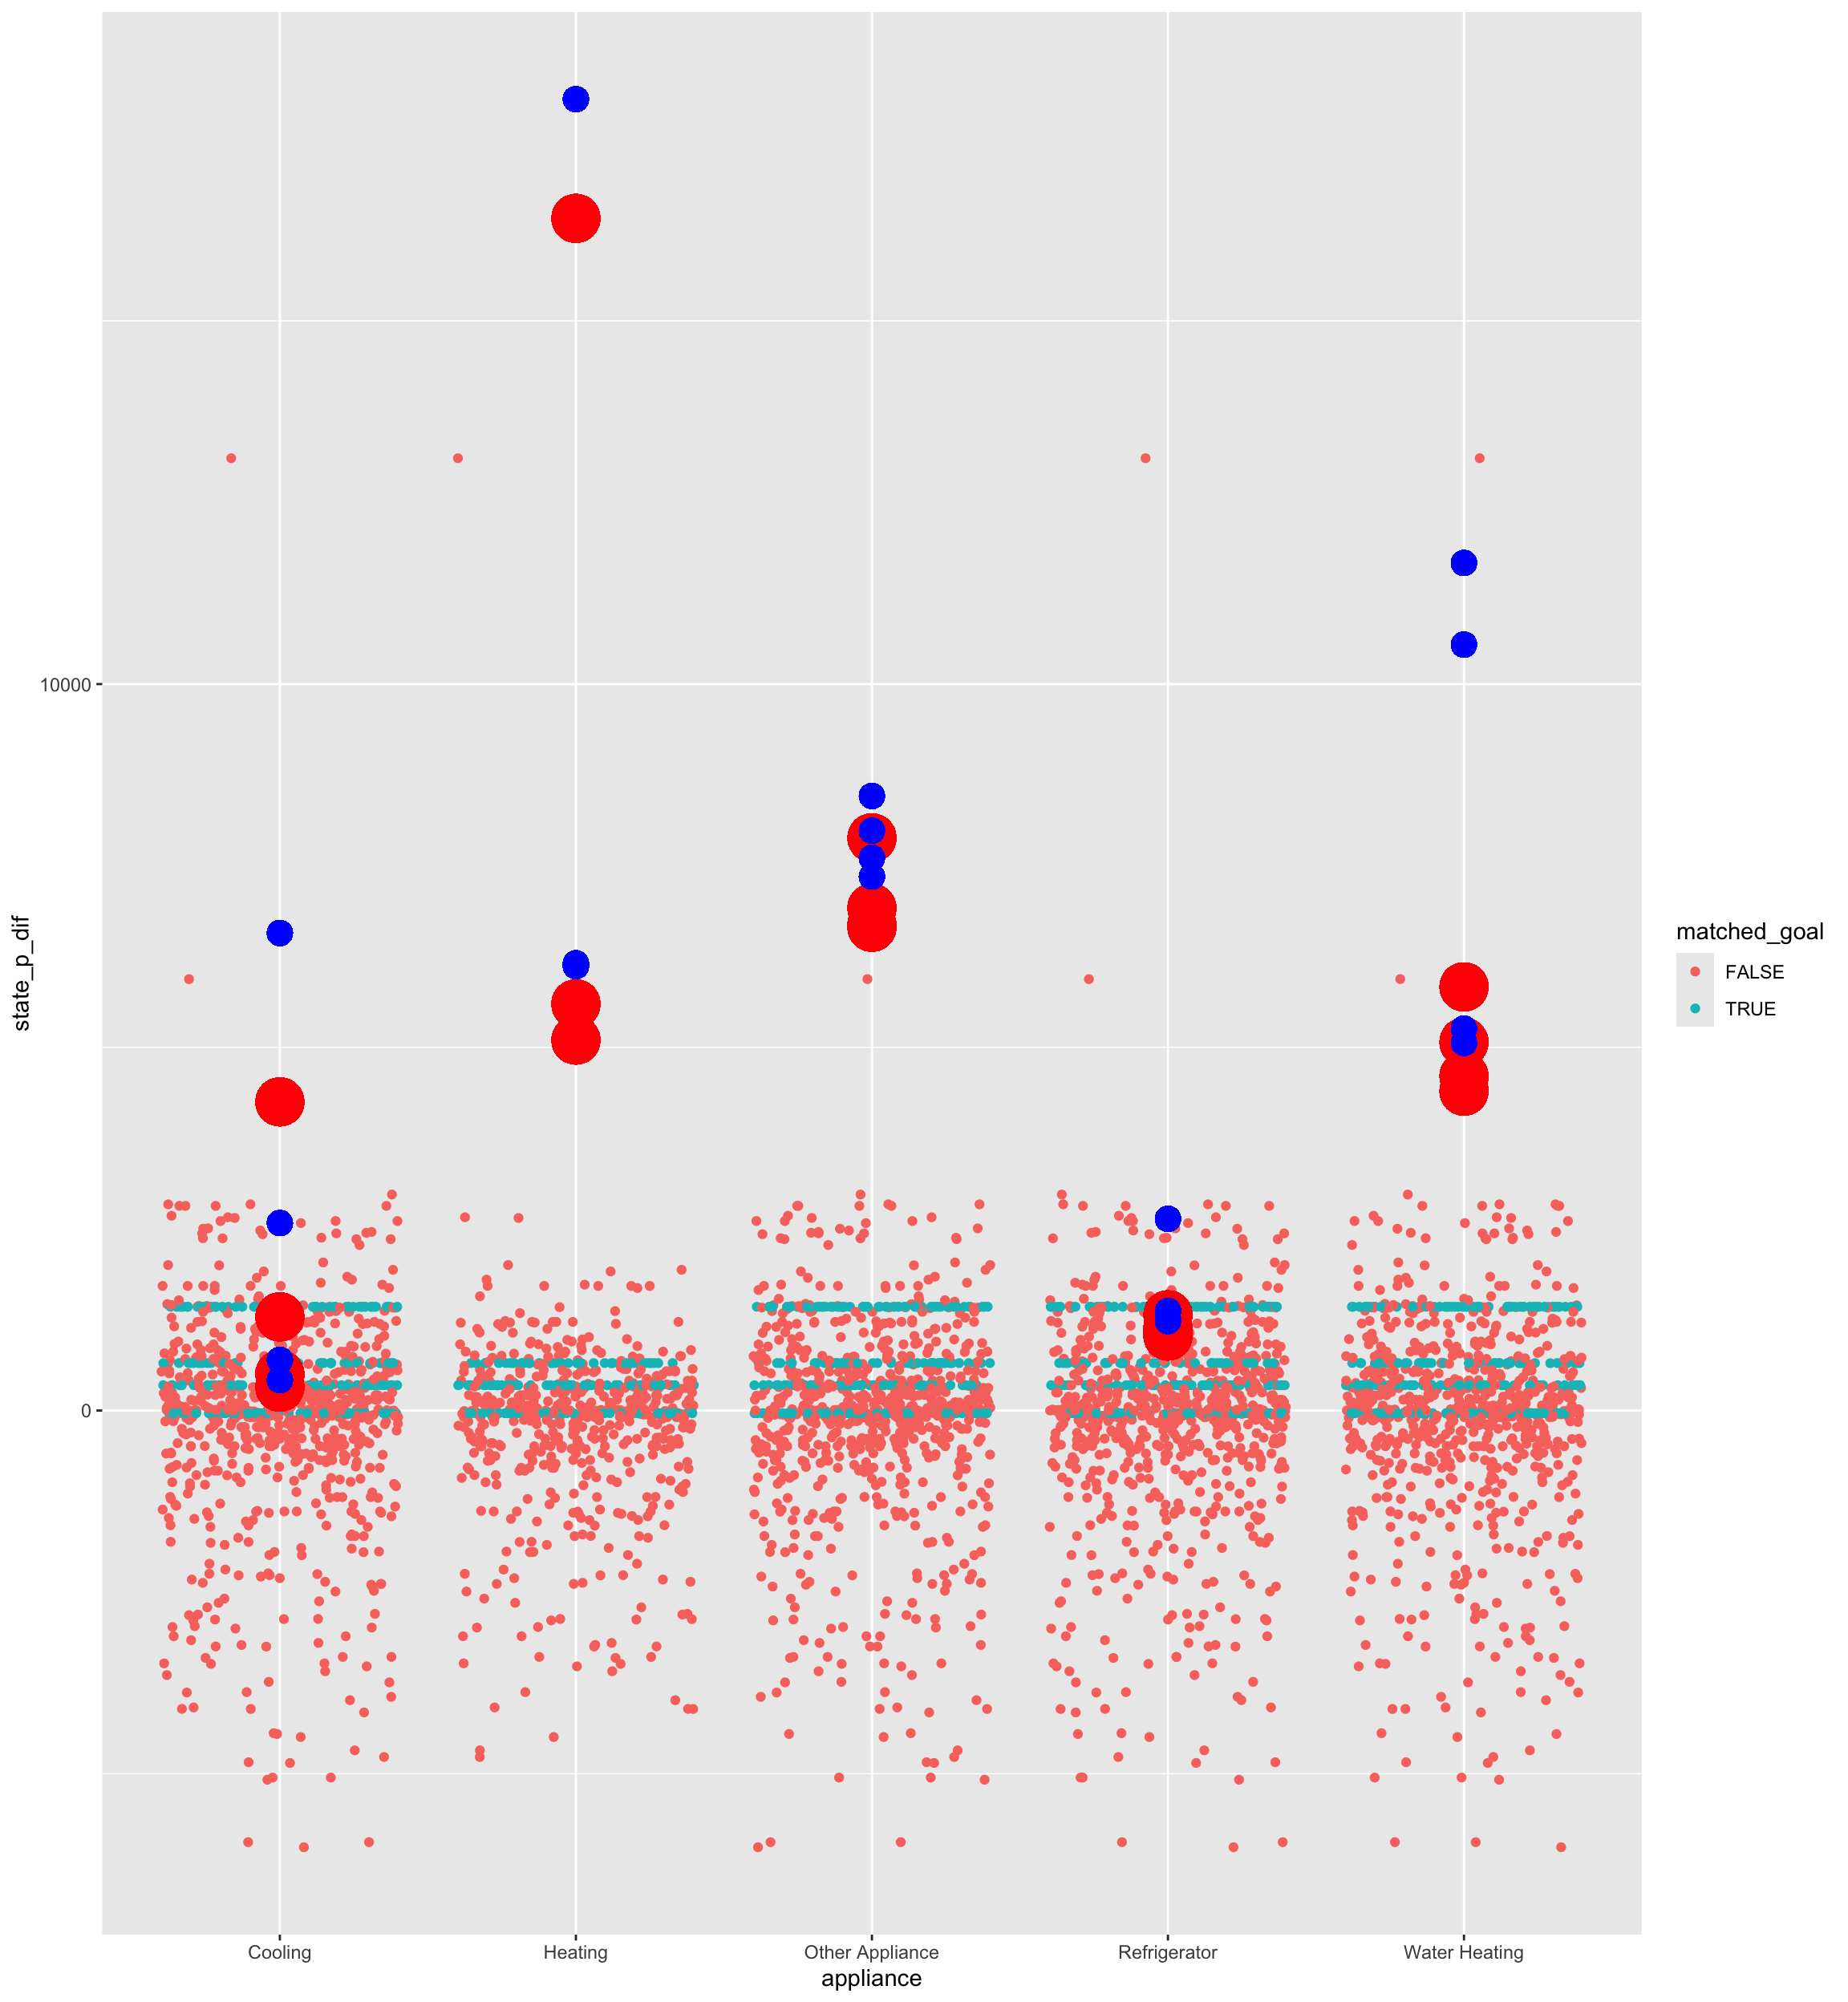 state_p_dif
10000
0
Cooling
Heating
Other Appliance
Refrigerator
Water Heating
appliance
matched_goal
FALSE
TRUE